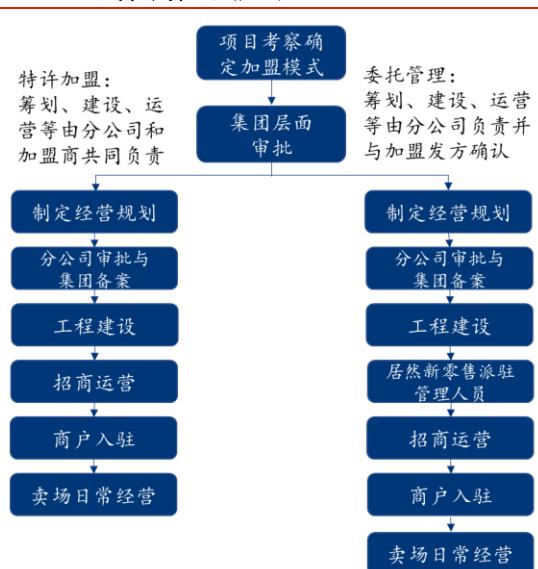 项目考察确
定加盟模式
特许加盟：
筹划、建设、运
营等由分公司和
加盟商共同负责
委托管理：
筹划、建设、运营
等由分公司负责并
与加盟发方确认
集团层面
审批
制定经营规划
分公司审批与
集团备案
工程建设
招商运营
商户入驻
卖场日常经营
制定经营规划
分公司审批与
集团备案
工程建设
居然新零售派驻
管理人员
招商运营
商户入驻
卖场日常经营